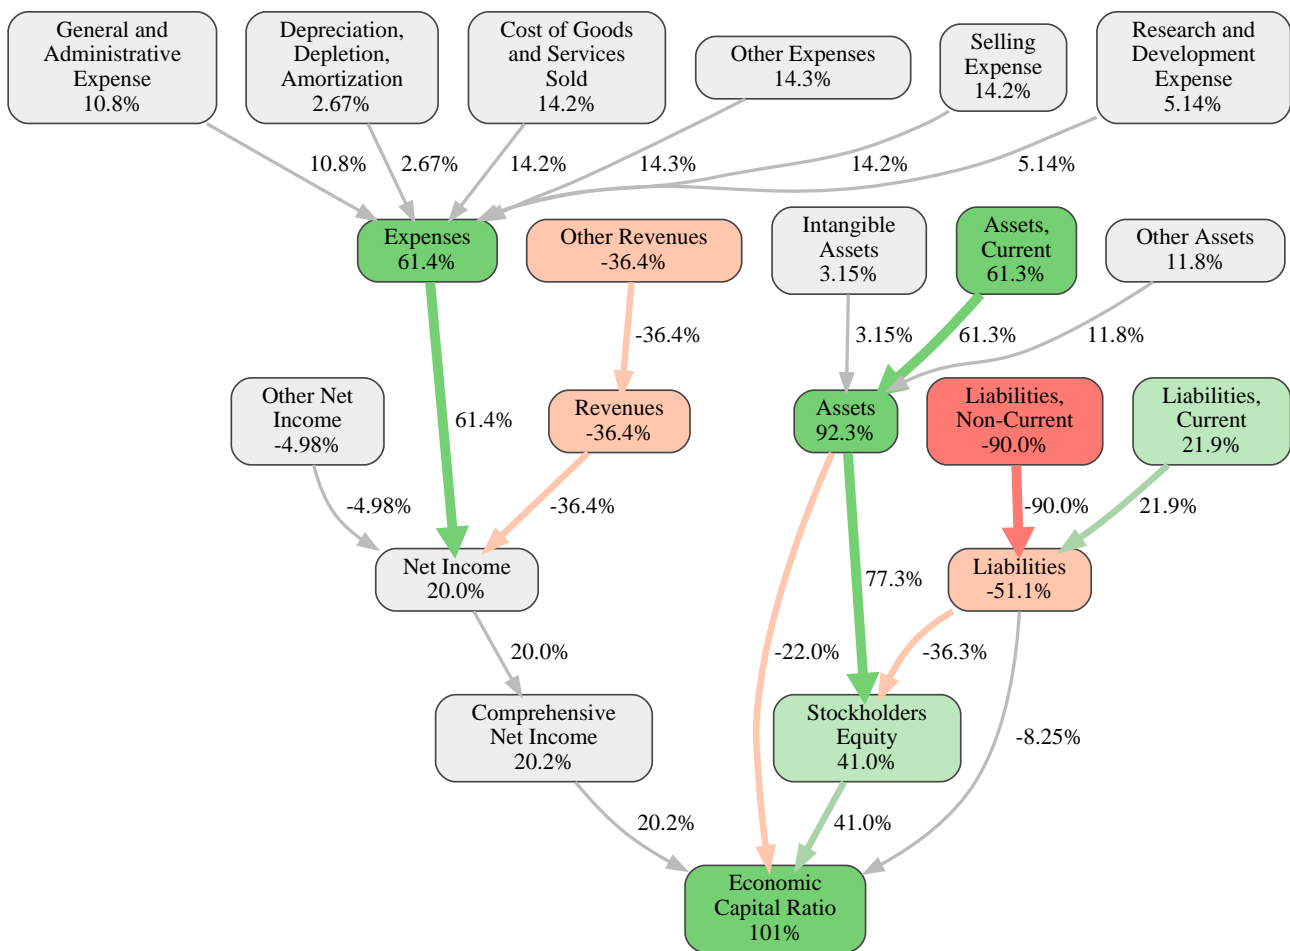 General and
Administrative
Expense
10.8%
Depreciation,
Depletion,
Amortization
2.67%
Cost of Goods
and Services
Sold
14.2%
Other Expenses
14.3%
Selling
Expense
14.2%
Research and
Development
Expense
5.14%
10.8%
2.67%
14.2%
14.3%
14.2%
5.14%
Expenses
61.4%
Other Revenues
-36.4%
Intangible
Assets
3.15%
Assets,
Current
61.3%
Other Assets
11.8%
-36.4%
3.15%
61.3%
11.8%
Other Net
Income
-4.98%
61.4%
Revenues
-36.4%
Assets
92.3%
Liabilities,
Non-Current
-90.0%
Liabilities,
Current
21.9%
-4.98%
-36.4%
-90.0%
21.9%
Net Income
20.0%
77.3%
Liabilities
-51.1%
20.0%
-22.0%
-36.3%
Comprehensive
Net Income
20.2%
Stockholders
Equity
41.0%
-8.25%
20.2%
41.0%
Economic
Capital Ratio
101%